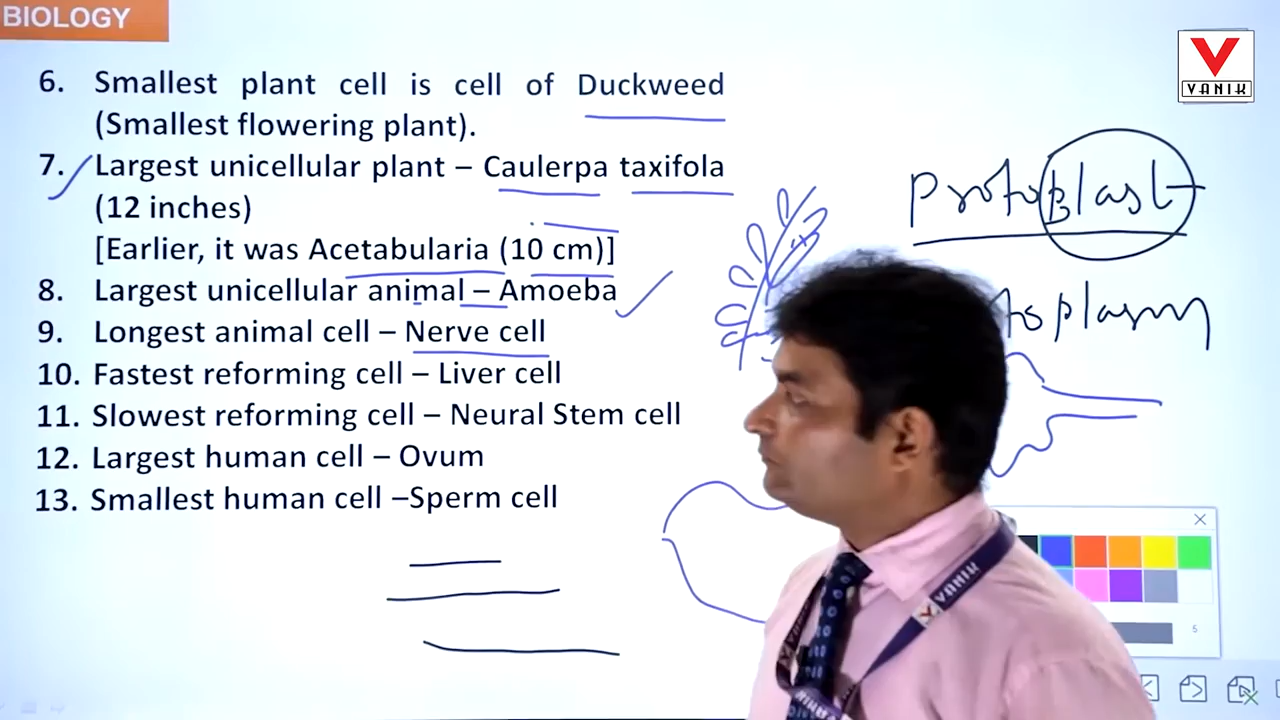 BIOLOGY
VANIK
6. Smallest plant cell is cell of Duckweed
(Smallest flowering plant).
7. Largest unicellular plant – Caulerpa taxifola
(12 inches)
[Earlier, it was Acetabularia (10 cm)]
8. Largest unicellular animal – Amoeba
9. Longest animal cell – Nerve cell
10. Fastest reforming cell – Liver cell
11. Slowest reforming cell – Neural Stem cell
12. Largest human cell – Ovum
13. Smallest human cell –Sperm cell
Protoplast
toplasm
VANIK
5